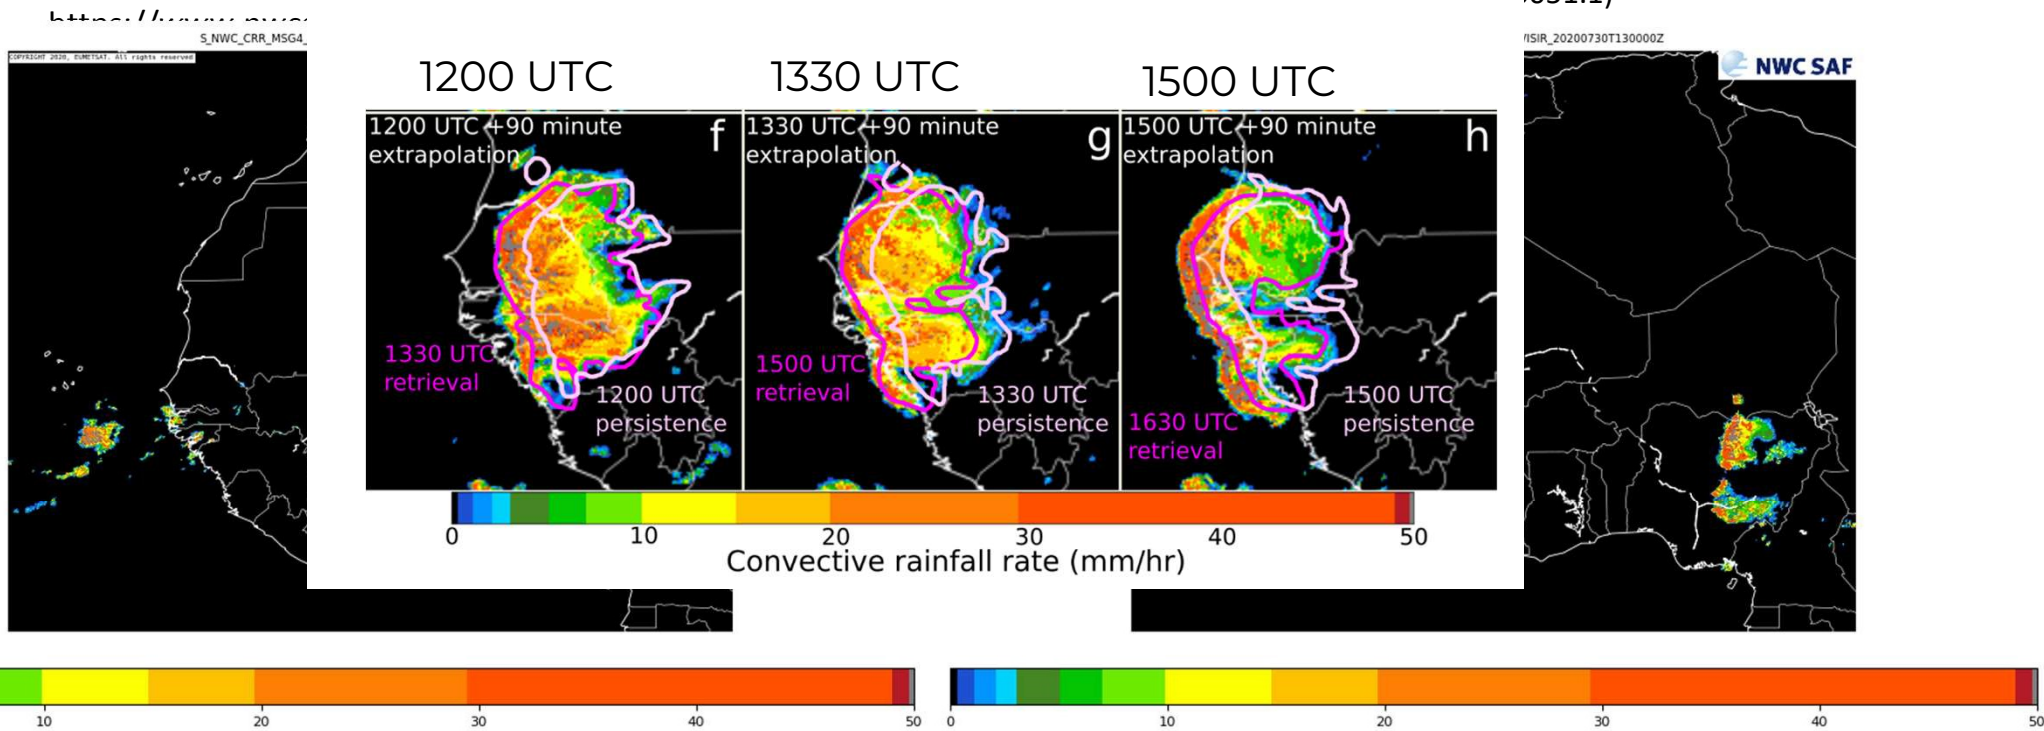 S_NWC_CRR_MSG4_
/ISIR_20200730T130000Z
COPYRIGHT 2020, EUMETSAT. All rights reserved
NWC SAF
1200 UTC
1330 UTC
1500 UTC
1200 UTC +90 minute
extrapolation
f
1330 UTC +90 minute
extrapolation
g
1500 UTC +90 minute
extrapolation
h
1330 UTC
retrieval
1200 UTC
persistence
1500 UTC
retrieval
1330 UTC
persistence
1630 UTC
retrieval
1500 UTC
persistence
0 10 20 30 40 50
Convective rainfall rate (mm/hr)
10 20 30 40 50
0 10 20 30 40 50